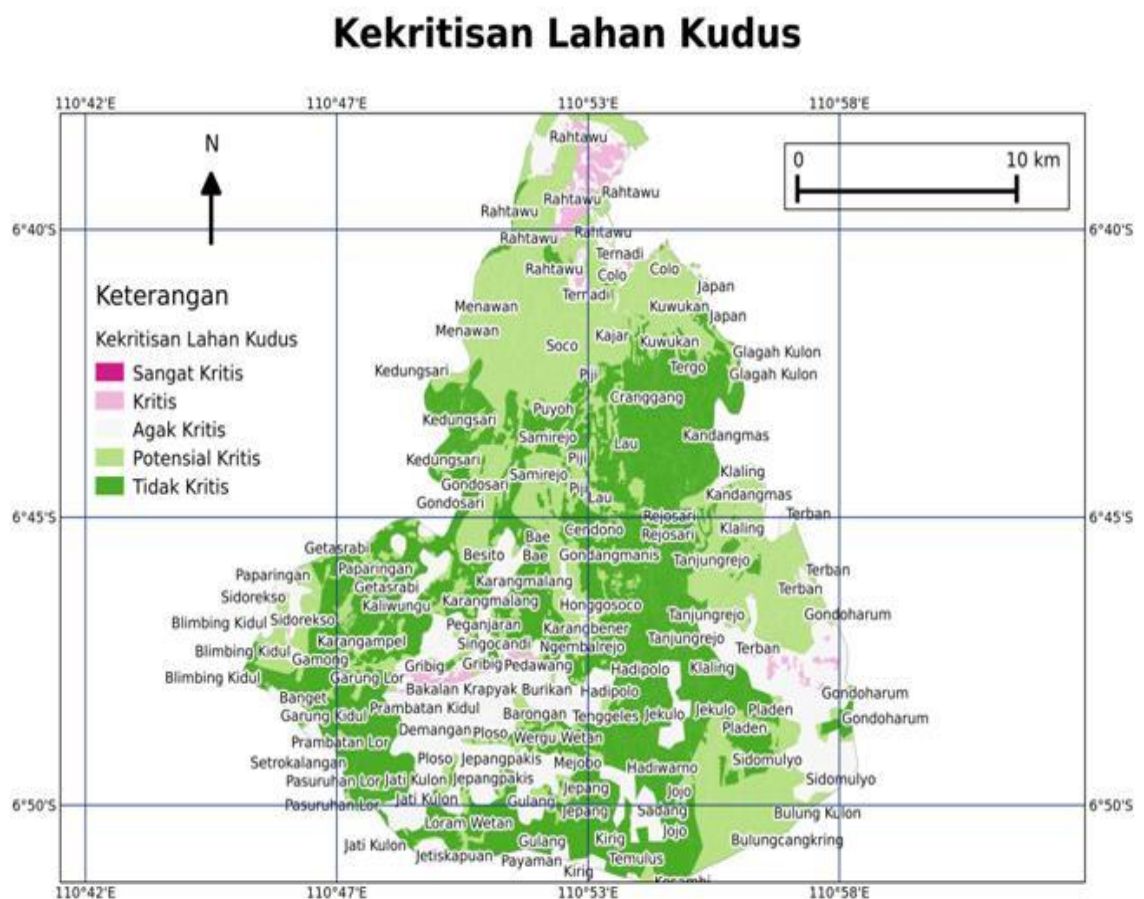 Kekritisan Lahan Kudus
110°42'E 110°47'E 110°53'E 110°58'E
N
0 10 km
6°40'S 6°40'S
Keterangan
Kekritisan Lahan Kudus
Sangat Kritis
Kritis
Agak Kritis
Potensial Kritis
Tidak Kritis
6°45'S 6°45'S
6°50'S 6°50'S
Rahtawu
Rahtawu
Rahtawu
Rahtawu
Rahtawu
Rahtawu
Ternadi
Rahtawu
Colo
Colo
Japan
Ternadi
Menawan
Kuwukan
Japan
Menawan
Kajar
Soco
Kuwukan
Glagah Kulon
Kedungsari
Piji
Tergo
Glagah Kulon
Cranggang
Puyoh
Kedungsari
Samirejo
Lau
Kandangmas
Kedungsari
Piji
Samirejo
Klaling
Gondosari
Piji
Lau
Kandangmas
Gondosari
Rejosari
Terban
Cendono
Rejosari
Klaling
Bae
Getasrabi
Besito
Bae
Gondangmanis
Tanjungrejo
Paparingan
Paparingan
Karangmalang
Terban
Getasrabi
Terban
Sidorekso
Kaliwungu
Karangmalang
Honggosoco
Blimbing Kidul
Sidorekso
Peganjaran
Karangbener
Tanjungrejo
Gondoharum
Karangampel
Singocandi
Ngembalrejo
Tanjungrejo
Blimbing Kidul
Gamong
Gribig
Gribig
Pedawang
Hadipolo
Klaling
Terban
Blimbing Kidul
Garung Lor
Bakalan Krapyak
Burikan
Hadipolo
Gondoharum
Banget
Prambatan Kidul
Garung Kidul
Barongan
Tenggeles
Jekulo
Jekulo
Pladen
Gondoharum
Demangan
Ploso
Wergu Wetan
Pladen
Prambatan Lor
Setrokalangan
Ploso
Jepangpakis
Mejobo
Hadiwarno
Sidomulyo
Pasuruhan Lor
Jati Kulon
Jepangpakis
Jepang
Jojo
Sidomulyo
Pasuruhan Lor
Jati Kulon
Gulang
Jepang
Sadang
Bulung Kulon
Loram Wetan
Jojo
Jati Kulon
Gulang
Kirig
Bulungcangkring
Jetiskapuan
Payaman
Temulus
Kirig
110°42'E 110°47'E 110°53'E 110°58'E